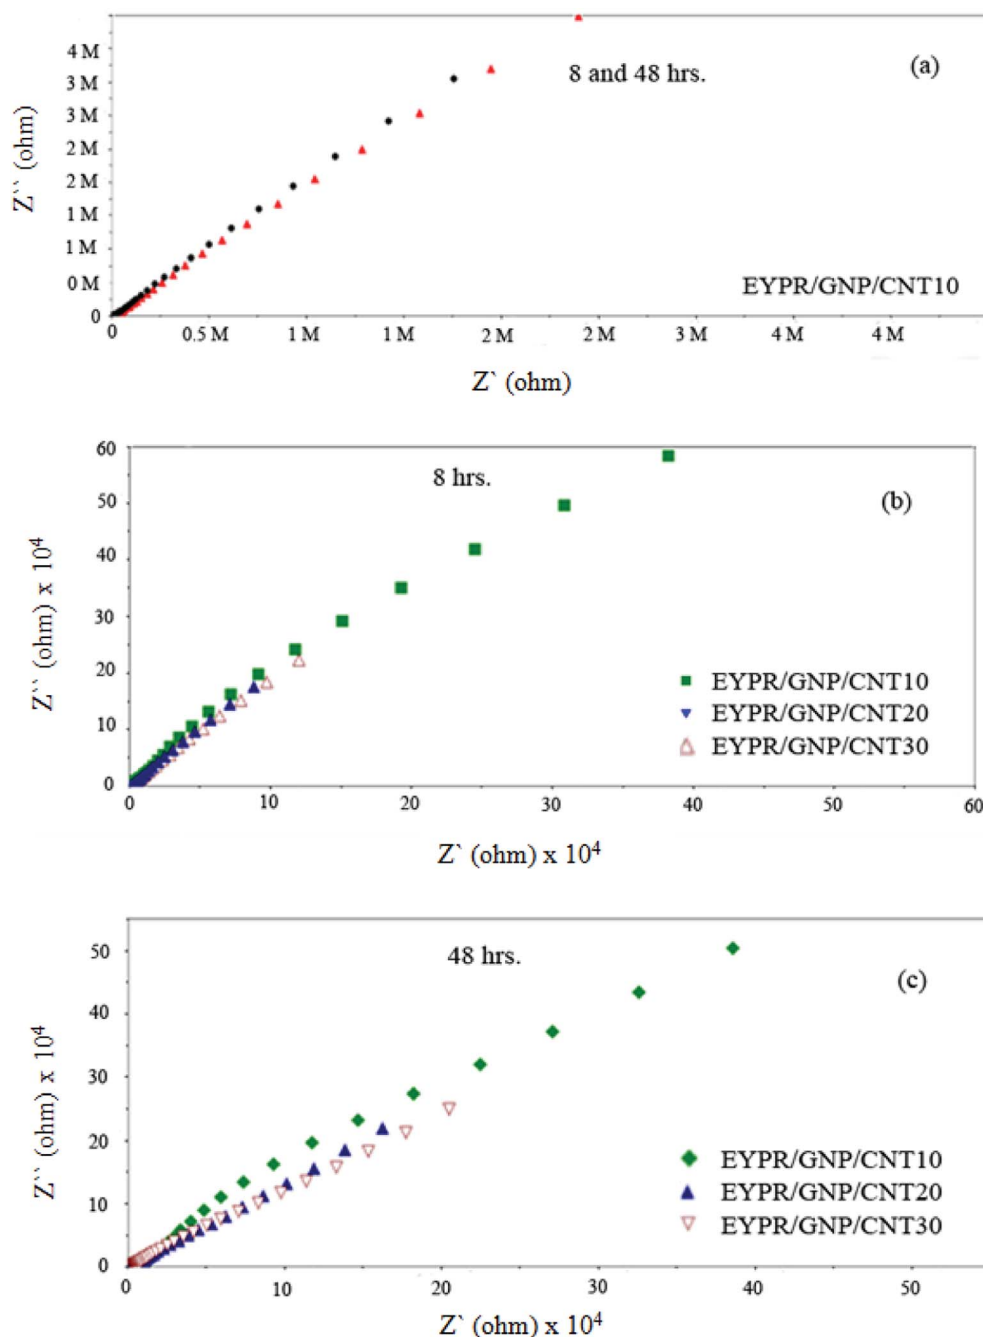 4 M
3 M
3 M
2 M
2 M
1 M
1 M
0 M
0
Z`` (ohm)
8 and 48 hrs.
(a)
EYPR/GNP/CNT10
0.5 M 1 M 1 M 2 M 2 M 3 M 4 M 4 M
Z` (ohm)
60
50
40
30
20
10
0
Z`` (ohm) x 10⁴
8 hrs.
(b)
EYPR/GNP/CNT10
EYPR/GNP/CNT20
EYPR/GNP/CNT30
0 10 20 30 40 50 60
Z` (ohm) x 10⁴
50
40
30
20
10
0
Z`` (ohm) x 10⁴
48 hrs.
(c)
EYPR/GNP/CNT10
EYPR/GNP/CNT20
EYPR/GNP/CNT30
0 10 20 30 40 50
Z` (ohm) x 10⁴